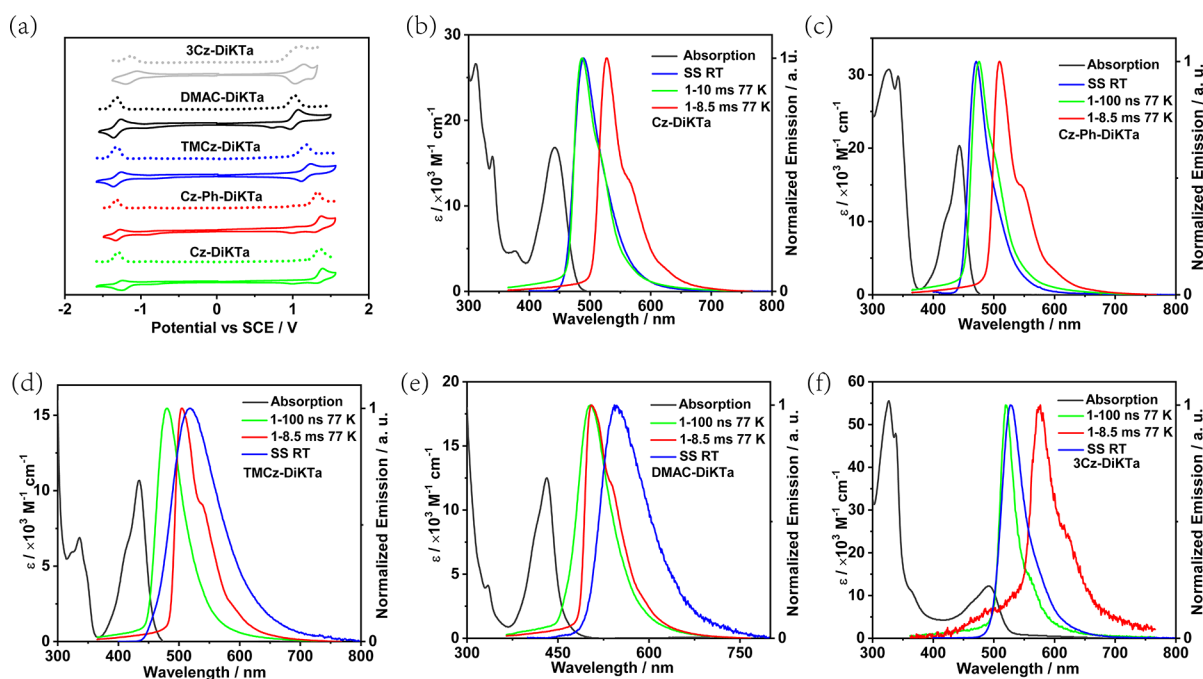 (a)
3Cz-DiKTa
DMAC-DiKTa
TMCz-DiKTa
Cz-Ph-DiKTa
Cz-DiKTa
-2 -1 0 1 2
Potential vs SCE / V
(b)
30
20
10
0
ε / ×10³ M⁻¹ cm⁻¹
Absorption
SS RT
1-10 ms 77 K
1-8.5 ms 77 K
Cz-DiKTa
1
0
Normalized Emission / a. u.
300 400 500 600 700 800
Wavelength / nm
(c)
30
20
10
0
ε / ×10³ M⁻¹ cm⁻¹
Absorption
SS RT
1-100 ns 77 K
1-8.5 ms 77 K
Cz-Ph-DiKTa
1
0
Normalized Emission / a. u.
300 400 500 600 700 800
Wavelength / nm
(d)
15
10
5
0
ε / ×10³ M⁻¹ cm⁻¹
Absorption
1-100 ns 77 K
1-8.5 ms 77 K
SS RT
TMCz-DiKTa
1
0
Normalized Emission / a. u.
300 400 500 600 700 800
Wavelength / nm
(e)
20
15
10
5
0
ε / ×10³ M⁻¹ cm⁻¹
Absorption
1-100 ns 77 K
1-8.5 ms 77 K
SS RT
DMAC-DiKTa
1
0
Normalized Emission / a. u.
300 450 600 750
Wavelength / nm
(f)
60
50
40
30
20
10
0
ε / ×10³ M⁻¹ cm⁻¹
Absorption
1-100 ns 77 K
SS RT
1-8.5 ms 77 K
3Cz-DiKTa
1
0
Normalized Emission / a. u.
300 400 500 600 700 800
Wavelength / nm